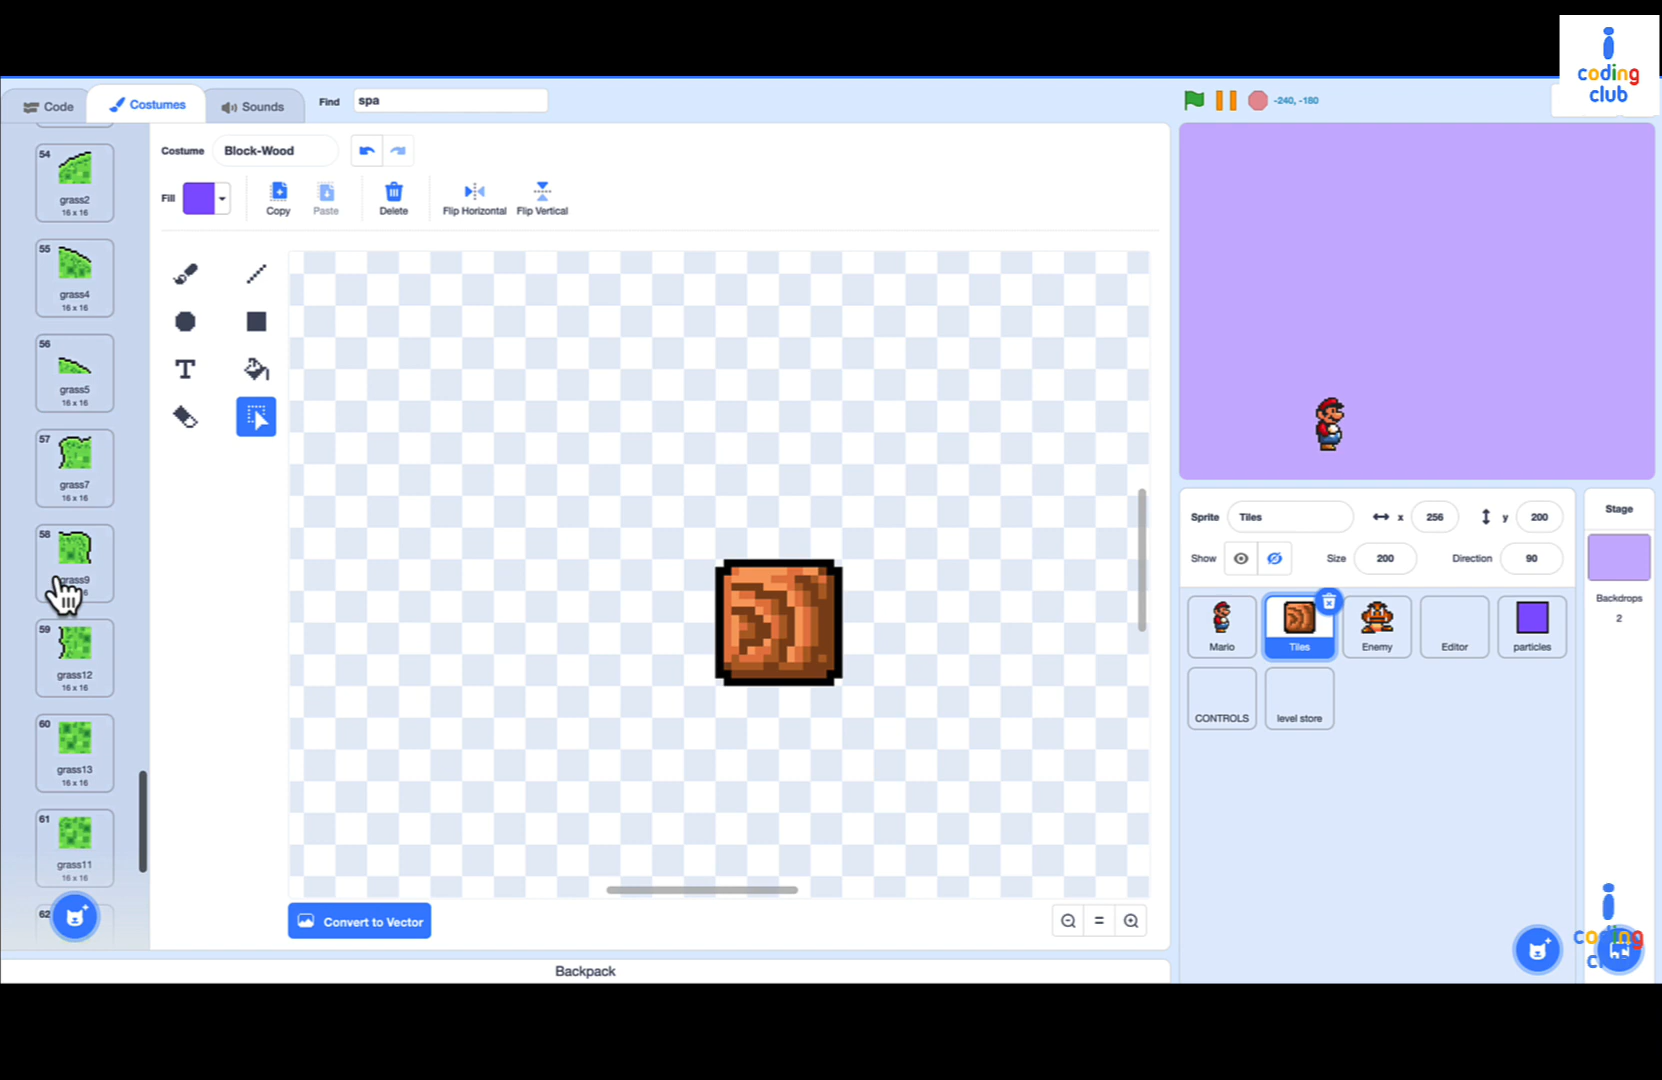 i
coding
club
Code
Costumes
Sounds
Find
spa
-240, -180
Costume
Block-Wood
Fill
Copy
Paste
Delete
Flip Horizontal
Flip Vertical
T
54
grass2
16 x 16
55
grass4
16 x 16
56
grass5
16 x 16
57
grass7
16 x 16
58
grass9
59
grass12
16 x 16
60
grass13
16 x 16
61
grass11
16 x 16
62
Convert to Vector
=
Backpack
Sprite
Tiles
x
256
y
200
Show
Size
200
Direction
90
Mario
Tiles
Enemy
Editor
particles
CONTROLS
level store
Stage
Backdrops
2
i
coding